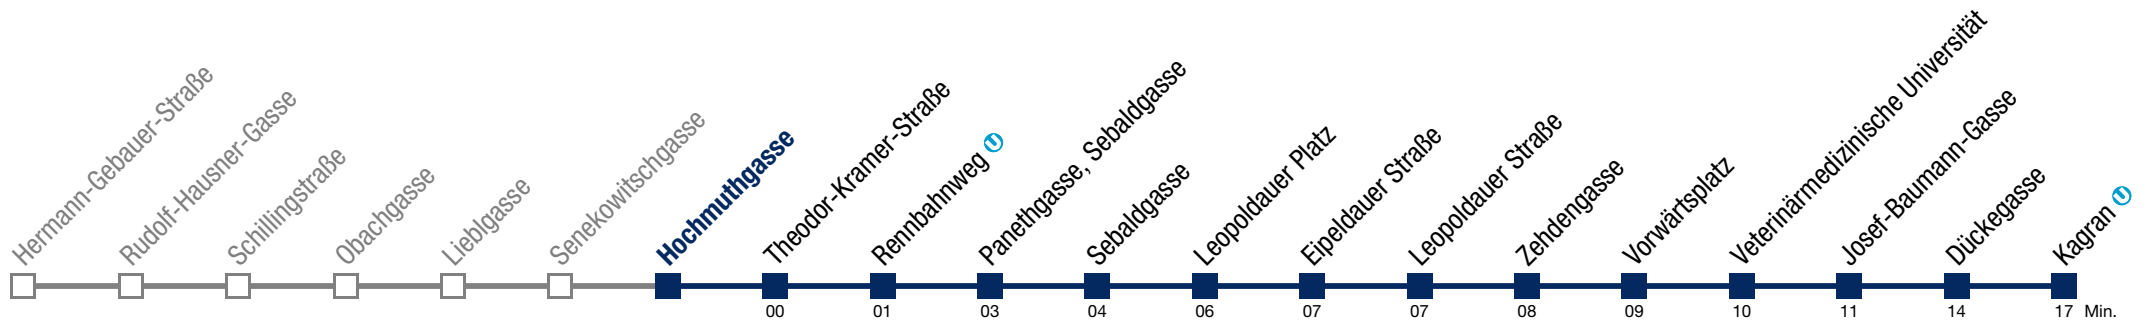 Hermann-Gebauer-Straße
Rudolf-Hausner-Gasse
Schillingstraße
Obachgasse
Lieblgasse
Senekowitschgasse
Hochmuthgasse
Theodor-Kramer-Straße
Rennbahnweg U
Panethgasse, Sebaldgasse
Sebaldgasse
Leopoldauer Platz
Eipeldauer Straße
Leopoldauer Straße
Zehdengasse
Vorwärtsplatz
Veterinärmedizinische Universität
Josef-Baumann-Gasse
Dückegasse
Kagran U
00 01 03 04 06 07 07 08 09 10 11 14 17 Min.